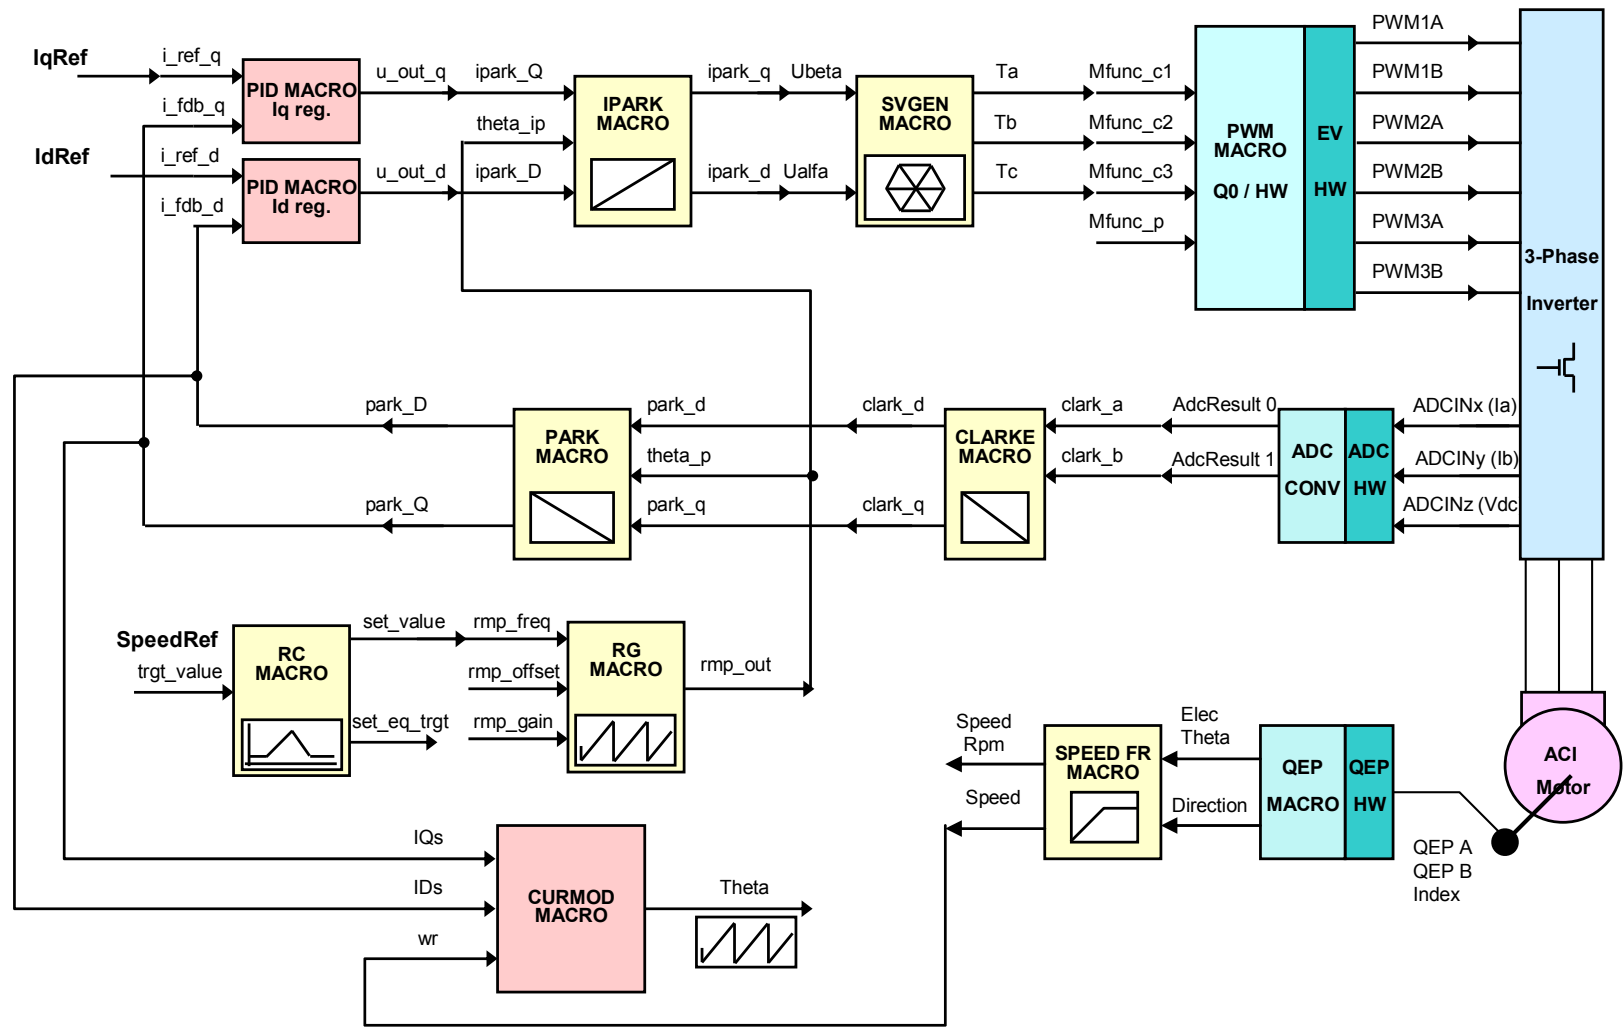 IqRef
i_ref_q
i_fdb_q
PID MACRO
Iq reg.
u_out_q
ipark_Q
theta_ip
IdRef
i_ref_d
i_fdb_d
PID MACRO
Id reg.
u_out_d
ipark_D
IPARK
MACRO
ipark_q
Ubeta
ipark_d
Ualfa
SVGEN
MACRO
Ta
Tb
Tc
Mfunc_c1
Mfunc_c2
Mfunc_c3
Mfunc_p
PWM
MACRO
Q0 / HW
EV
HW
PWM1A
PWM1B
PWM2A
PWM2B
PWM3A
PWM3B
3-Phase
Inverter
park_D
park_Q
PARK
MACRO
park_d
theta_p
park_q
clark_d
clark_q
CLARKE
MACRO
clark_a
clark_b
AdcResult 0
AdcResult 1
ADC
CONV
ADC
HW
ADCINx (Ia)
ADCINy (Ib)
ADCINz (Vdc
SpeedRef
trgt_value
RC
MACRO
set_value
set_eq_trgt
rmp_freq
rmp_offset
rmp_gain
RG
MACRO
rmp_out
Speed
Rpm
Speed
SPEED FR
MACRO
Elec
Theta
Direction
QEP
MACRO
QEP
HW
ACI
Motor
QEP A
QEP B
Index
IQs
IDs
wr
CURMOD
MACRO
Theta